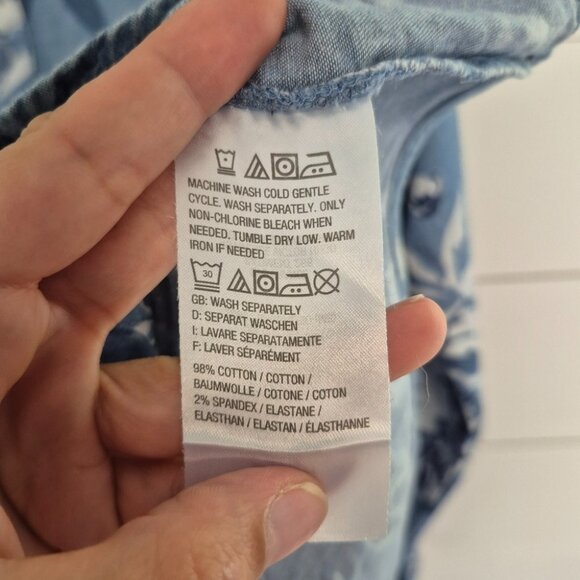 MACHINE WASH COLD GENTLE
CYCLE. WASH SEPARATELY. ONLY
NON-CHLORINE BLEACH WHEN
NEEDED. TUMBLE DRY LOW. WARM
IRON IF NEEDED
30
GB: WASH SEPARATELY
D: SEPARAT WASCHEN
I: LAVARE SEPARATAMENTE
F: LAVER SÉPARÉMENT
98% COTTON / COTTON /
BAUMWOLLE / COTONE / COTON
2% SPANDEX / ELASTANE /
ELASTHAN / ELASTAN / ÉLASTHANNE